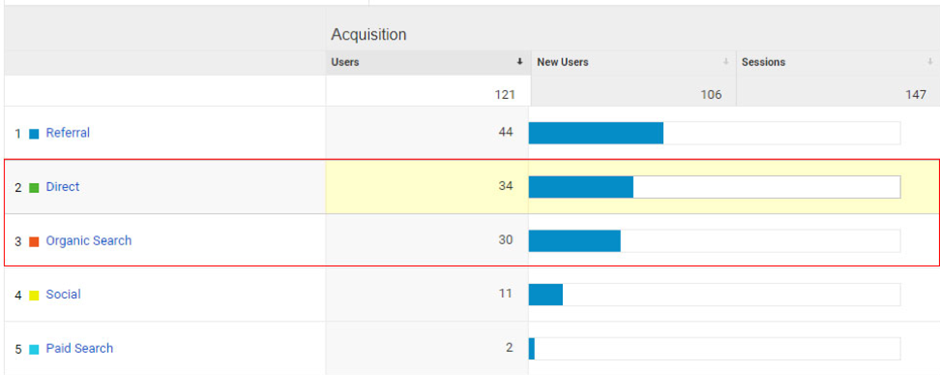 Acquisition
Users New Users Sessions
121 106 147
1 Referral 44
2 Direct 34
3 Organic Search 30
4 Social 11
5 Paid Search 2